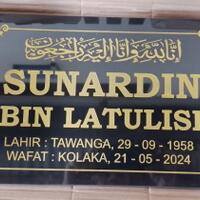 إنا لله وإنا إليه راجعون
SUNARDIN
BIN LATULISI
LAHIR : TAWANGA, 29 - 09 - 1958
WAFAT : KOLAKA, 21 - 05 - 2024